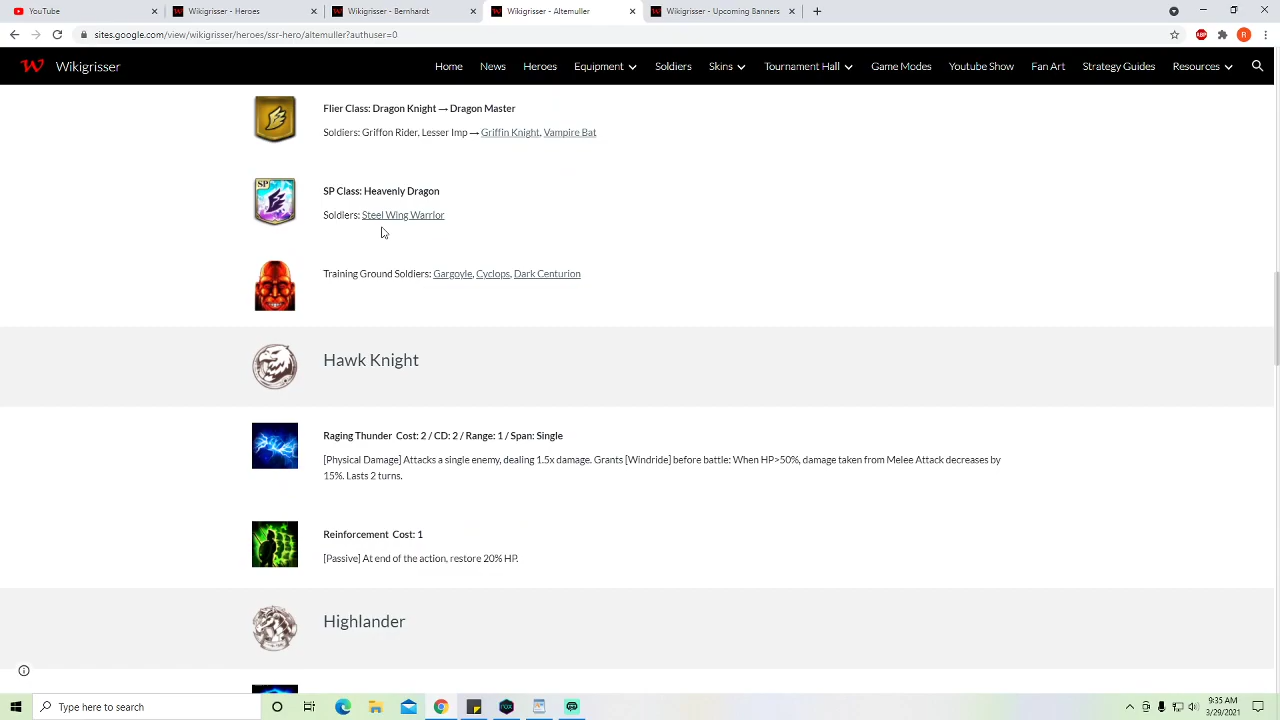 YouTube
Wikigrisser - Heroes
Wikigrisser - Bernhardt
Wikigrisser - Altemuller
Wikigrisser - Upcoming Banners
sites.google.com/view/wikigrisser/heroes/ssr-hero/altemuller?authuser=0
ABP
R
W Wikigrisser
Home News Heroes Equipment Soldiers Skins Tournament Hall Game Modes Youtube Show Fan Art Strategy Guides Resources
Flier Class: Dragon Knight → Dragon Master
Soldiers: Griffon Rider, Lesser Imp → Griffin Knight, Vampire Bat
SP
SP Class: Heavenly Dragon
Soldiers: Steel Wing Warrior
Training Ground Soldiers: Gargoyle, Cyclops, Dark Centurion
Hawk Knight
Raging Thunder Cost: 2 / CD: 2 / Range: 1 / Span: Single
[Physical Damage] Attacks a single enemy, dealing 1.5x damage. Grants [Windride] before battle: When HP>50%, damage taken from Melee Attack decreases by
15%. Lasts 2 turns.
Reinforcement Cost: 1
[Passive] At end of the action, restore 20% HP.
Highlander
Type here to search
9:35 AM
3/29/2021